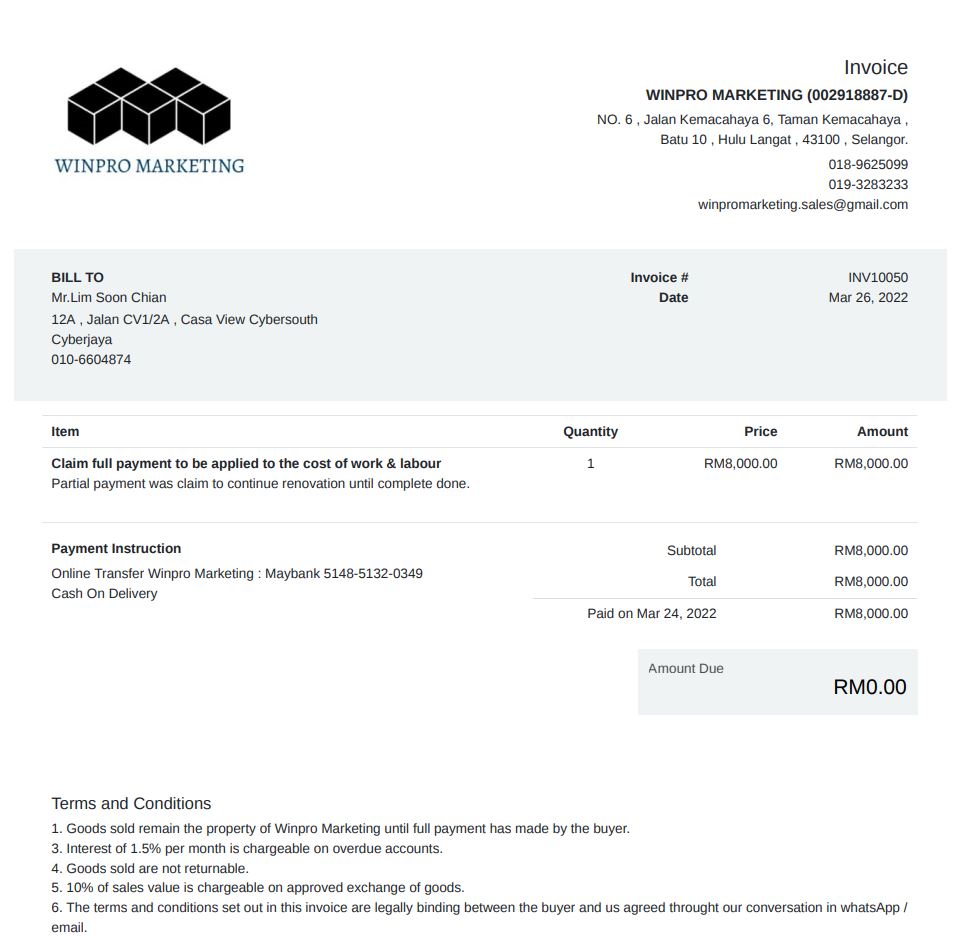 WINPRO MARKETING
Invoice
WINPRO MARKETING (002918887-D)
NO. 6 , Jalan Kemacahaya 6, Taman Kemacahaya ,
Batu 10 , Hulu Langat , 43100 , Selangor.
018-9625099
019-3283233
winpromarketing.sales@gmail.com
BILL TO
Mr.Lim Soon Chian
12A , Jalan CV1/2A , Casa View Cybersouth
Cyberjaya
010-6604874
Invoice # INV10050
Date Mar 26, 2022
Item Quantity Price Amount
Claim full payment to be applied to the cost of work & labour 1 RM8,000.00 RM8,000.00
Partial payment was claim to continue renovation until complete done.
Payment Instruction
Online Transfer Winpro Marketing : Maybank 5148-5132-0349
Cash On Delivery
Subtotal RM8,000.00
Total RM8,000.00
Paid on Mar 24, 2022 RM8,000.00
Amount Due
RM0.00
Terms and Conditions
1. Goods sold remain the property of Winpro Marketing until full payment has made by the buyer.
3. Interest of 1.5% per month is chargeable on overdue accounts.
4. Goods sold are not returnable.
5. 10% of sales value is chargeable on approved exchange of goods.
6. The terms and conditions set out in this invoice are legally binding between the buyer and us agreed throught our conversation in whatsApp /
email.